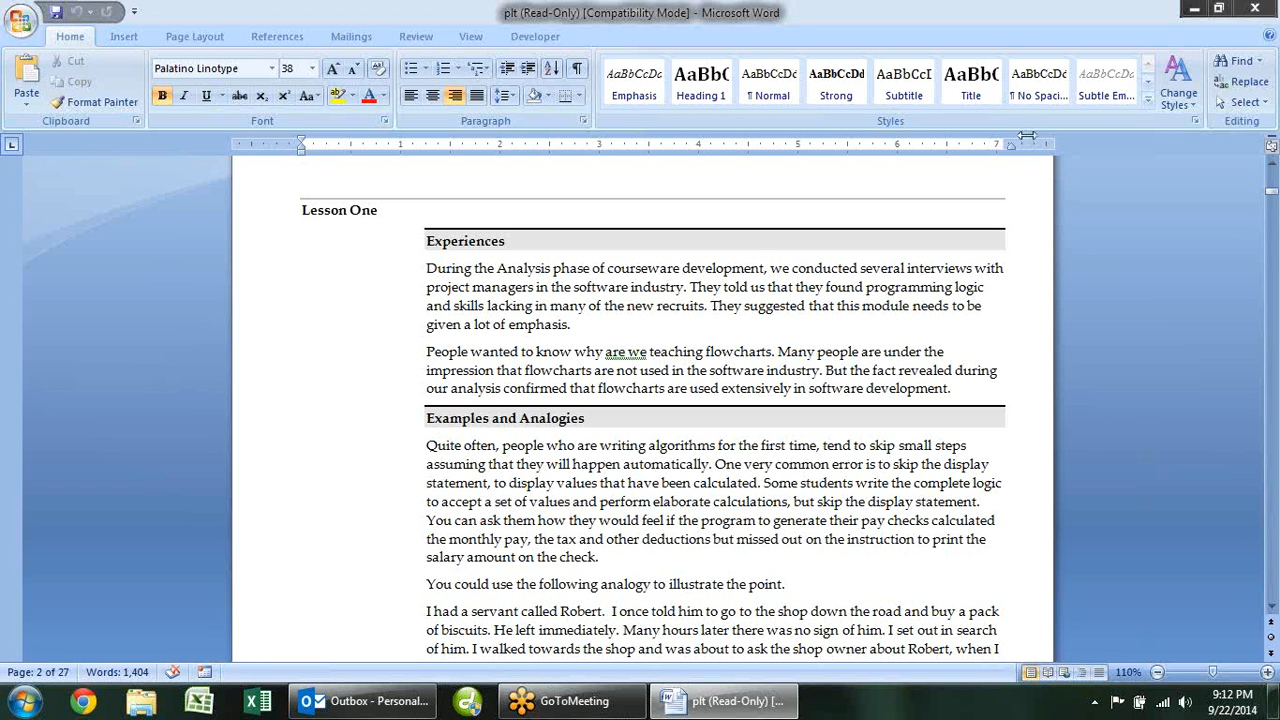 plt (Read-Only) [Compatibility Mode] - Microsoft Word
Home Insert Page Layout References Mailings Review View Developer
Paste
Cut
Copy
Format Painter
Clipboard
Palatino Linotype 38
Font
Paragraph
AaBbCcDc AaBbC AaBbCcDc AaBbCcDd AaBbCcI AaBbC AaBbCcDc AaBbCcDc
Emphasis Heading 1 ¶ Normal Strong Subtitle Title ¶ No Spaci... Subtle Em...
Change Styles
Styles
Find
Replace
Select
Editing
1 2 3 4 5 6 7
Lesson One
Experiences
During the Analysis phase of courseware development, we conducted several interviews with
project managers in the software industry. They told us that they found programming logic
and skills lacking in many of the new recruits. They suggested that this module needs to be
given a lot of emphasis.
People wanted to know why are we teaching flowcharts. Many people are under the
impression that flowcharts are not used in the software industry. But the fact revealed during
our analysis confirmed that flowcharts are used extensively in software development.
Examples and Analogies
Quite often, people who are writing algorithms for the first time, tend to skip small steps
assuming that they will happen automatically. One very common error is to skip the display
statement, to display values that have been calculated. Some students write the complete logic
to accept a set of values and perform elaborate calculations, but skip the display statement.
You can ask them how they would feel if the program to generate their pay checks calculated
the monthly pay, the tax and other deductions but missed out on the instruction to print the
salary amount on the check.
You could use the following analogy to illustrate the point.
I had a servant called Robert. I once told him to go to the shop down the road and buy a pack
of biscuits. He left immediately. Many hours later there was no sign of him. I set out in search
of him. I walked towards the shop and was about to ask the shop owner about Robert, when I
Page: 2 of 27 Words: 1,404 110%
Outbox - Personal... GoToMeeting plt (Read-Only) [...
9:12 PM
9/22/2014